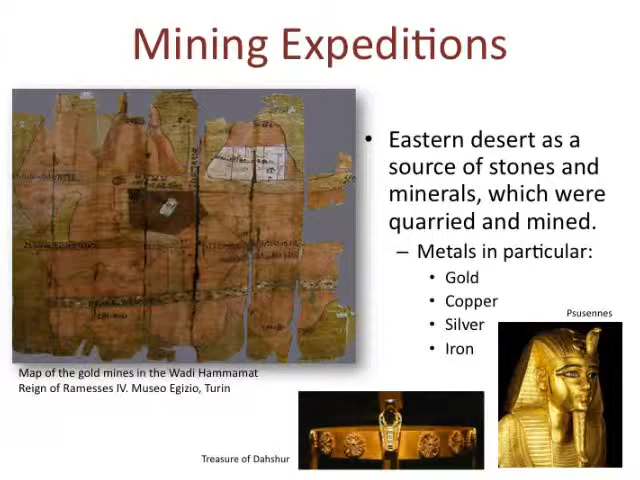 Mining Expeditions
• Eastern desert as a
source of stones and
minerals, which were
quarried and mined.
– Metals in particular:
• Gold
• Copper
• Silver
• Iron
Psusennes
Map of the gold mines in the Wadi Hammamat
Reign of Ramesses IV. Museo Egizio, Turin
Treasure of Dahshur